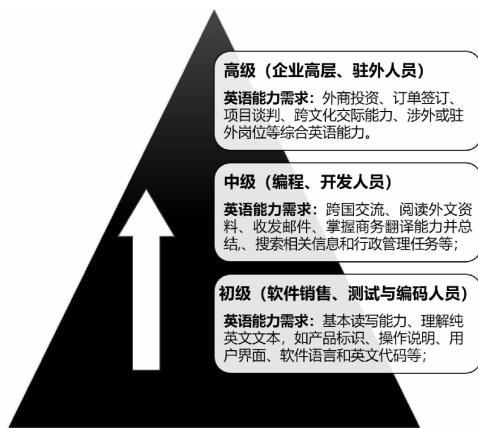 高级（企业高层、驻外人员）
英语能力需求：外商投资、订单签订、
项目谈判、跨文化交际能力、涉外或驻
外岗位等综合英语能力。
中级（编程、开发人员）
英语能力需求：跨国交流、阅读外文资
料、收发邮件、掌握商务翻译能力并总
结,、搜索相关信息和行政管理任务等；
初级（软件销售、测试与编码人员）
英语能力需求：基本读写能力、理解纯
英文文本，如产品标识、操作说明、用
户界面、软件语言和英文代码等；